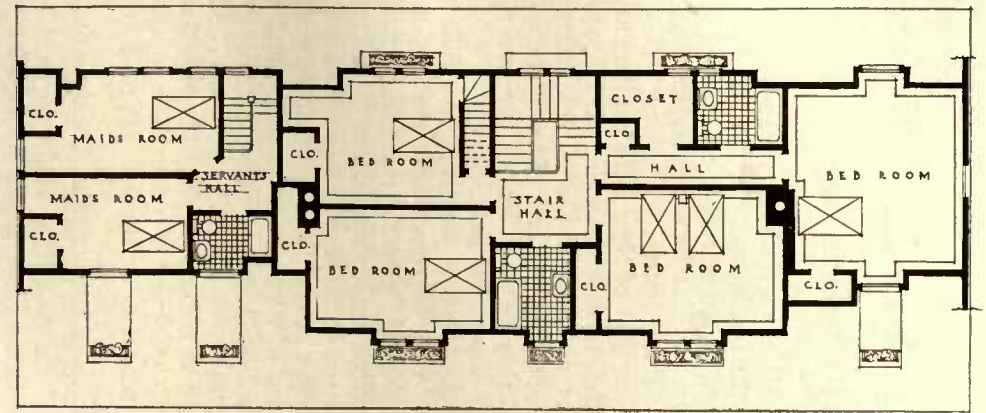 CLO.
MAIDS ROOM
MAIDS ROOM
CLO.
SERVANTS'
HALL
CLO.
BED ROOM
CLO.
BED ROOM
STAIR
HALL
CLOSET
CLO
HALL
CLO.
BED ROOM
BED ROOM
CLO.